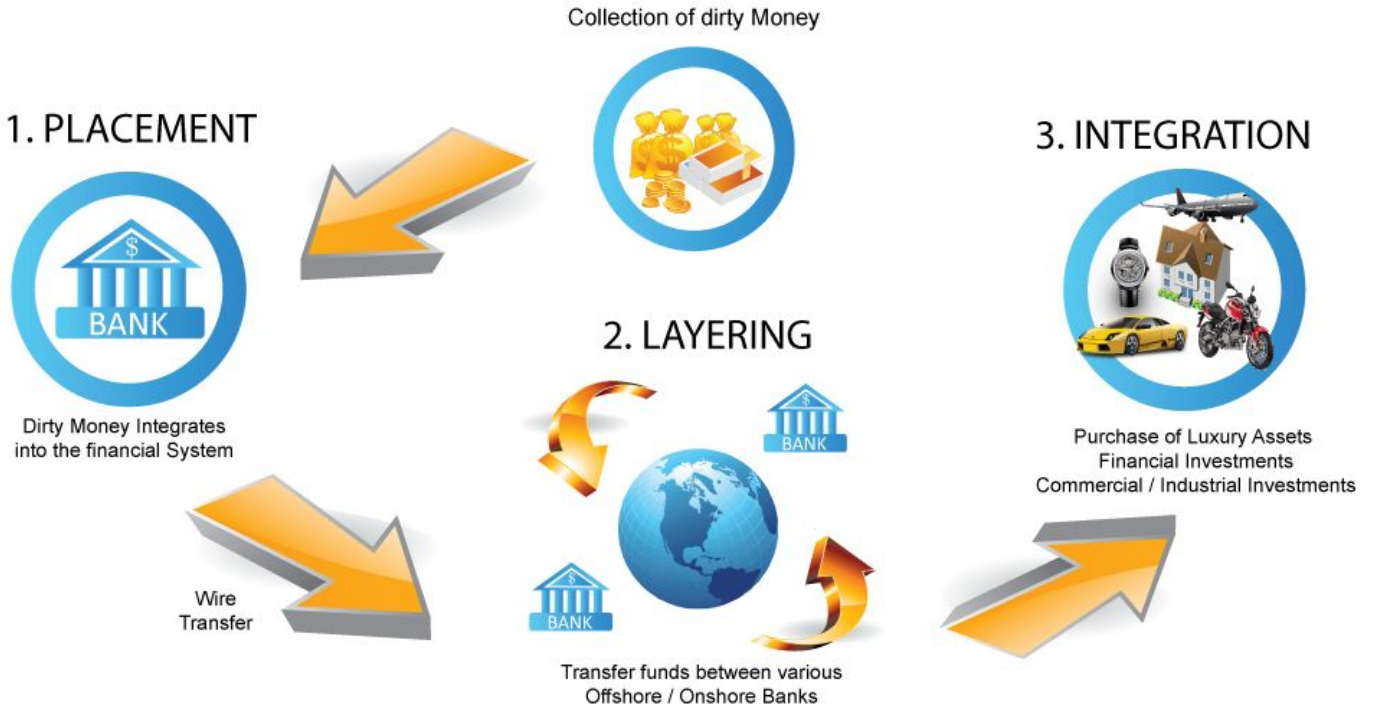 Collection of dirty Money
1. PLACEMENT
$
BANK
Dirty Money Integrates
into the financial System
Wire
Transfer
2. LAYERING
$
BANK
$
BANK
Transfer funds between various
Offshore / Onshore Banks
3. INTEGRATION
Purchase of Luxury Assets
Financial Investments
Commercial / Industrial Investments